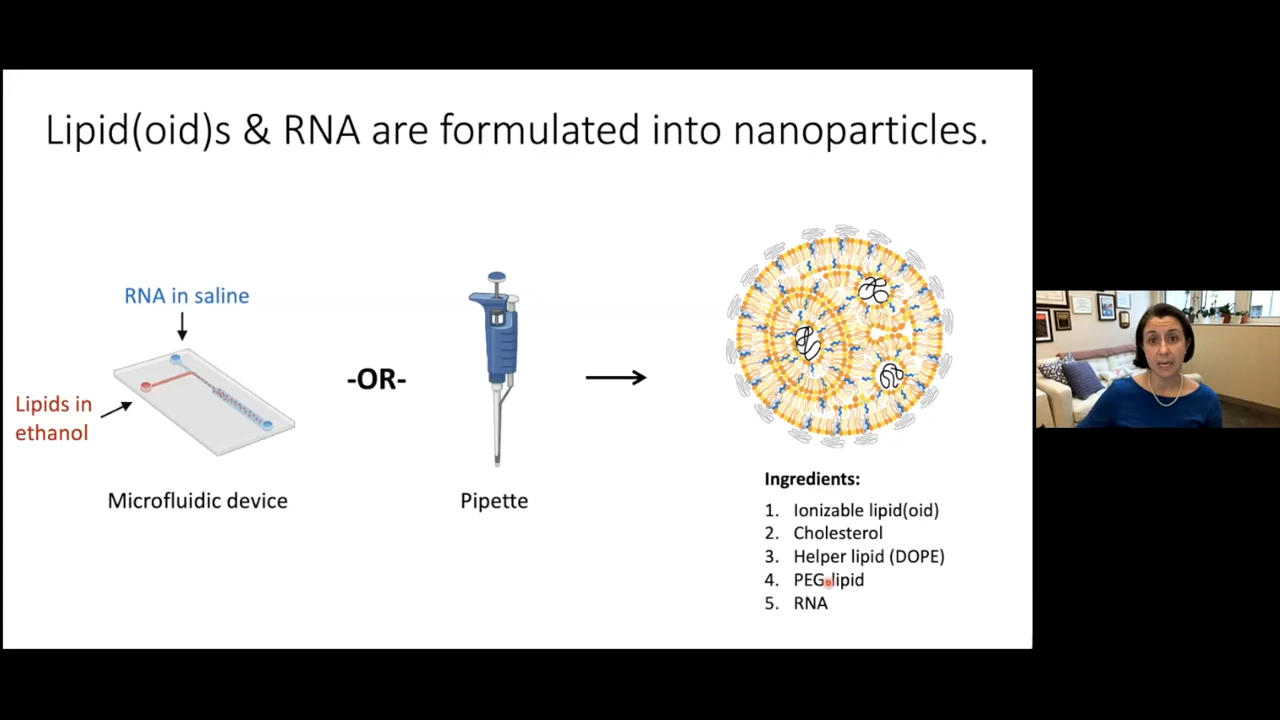 Lipid(oid)s & RNA are formulated into nanoparticles.
RNA in saline
Lipids in
ethanol
Microfluidic device
-OR-
Pipette
Ingredients:
1. Ionizable lipid(oid)
2. Cholesterol
3. Helper lipid (DOPE)
4. PEG-lipid
5. RNA